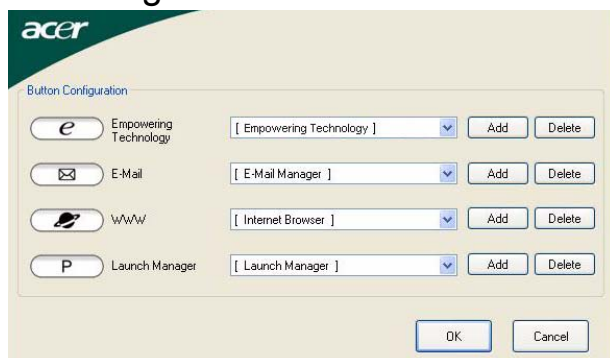 acer
Button Configuration
e Empowering Technology [ Empowering Technology ] Add Delete
E-Mail [ E-Mail Manager ] Add Delete
WWW [ Internet Browser ] Add Delete
P Launch Manager [ Launch Manager ] Add Delete
OK Cancel